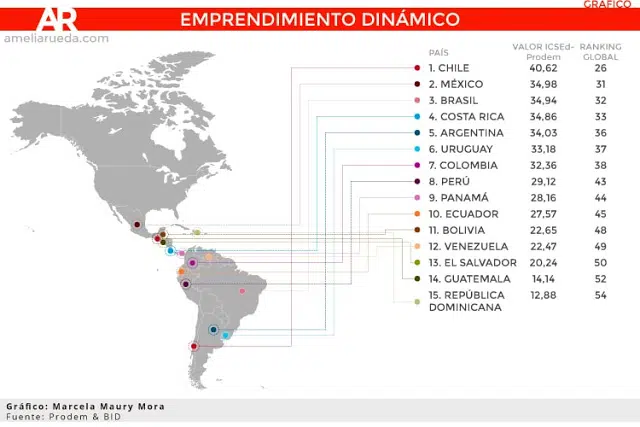 GRÁFICO
AR
ameliarueda.com
EMPRENDIMIENTO DINÁMICO
PAÍS VALOR ICSEd-Prodem RANKING GLOBAL
1. CHILE 40,62 26
2. MÉXICO 34,98 31
3. BRASIL 34,94 32
4. COSTA RICA 34,86 33
5. ARGENTINA 34,03 36
6. URUGUAY 33,18 37
7. COLOMBIA 32,36 38
8. PERÚ 29,12 43
9. PANAMÁ 28,16 44
10. ECUADOR 27,57 45
11. BOLIVIA 22,65 48
12. VENEZUELA 22,47 49
13. EL SALVADOR 20,24 50
14. GUATEMALA 14,14 52
15. REPÚBLICA 12,88 54
DOMINICANA
Gráfico: Marcela Maury Mora
Fuente: Prodem & BID